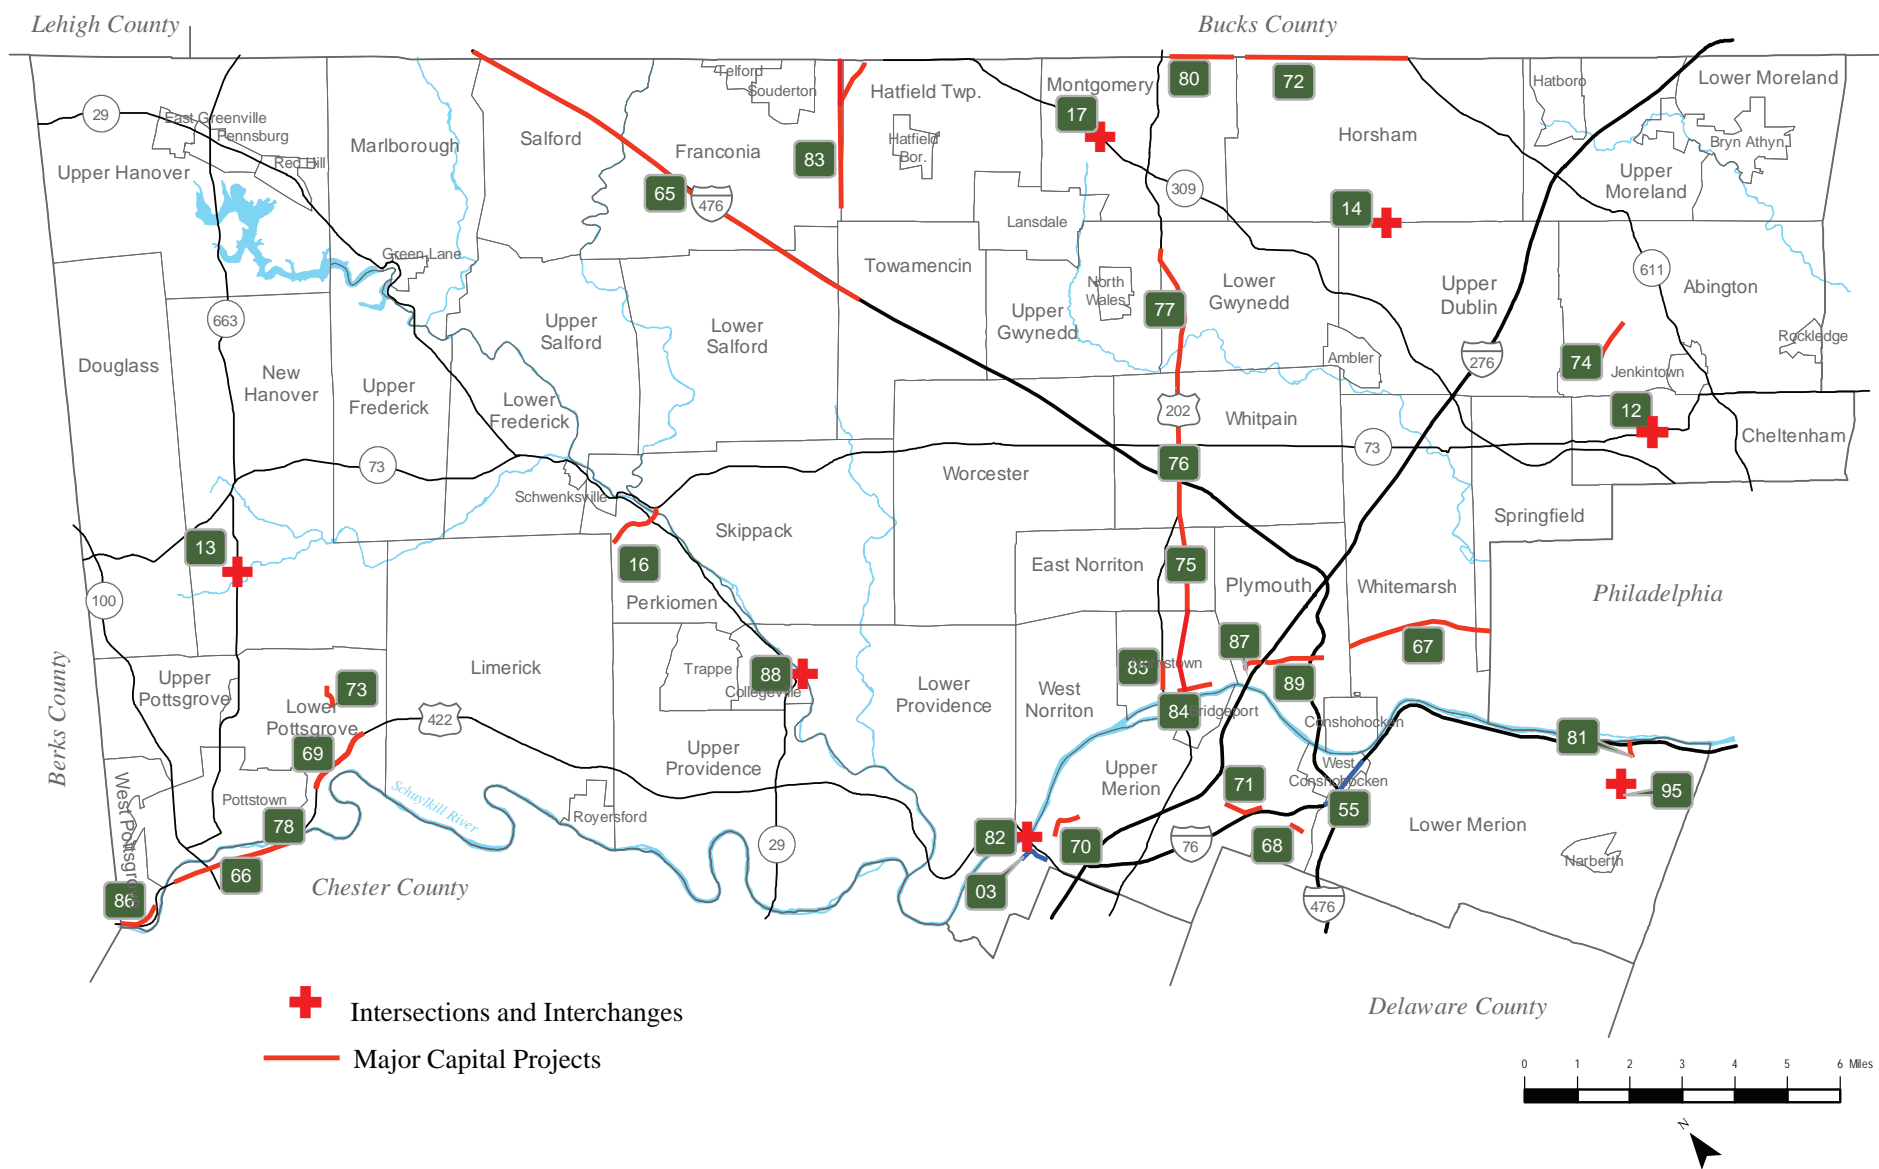 Lehigh County
Bucks County
Telford
Souderton
Hatfield Twp.
Montgomery
80
72
Hatboro
Lower Moreland
29
East Greenville
Pennsburg
Red Hill
Upper Hanover
Marlborough
Salford
Franconia
83
Hatfield
Bor.
17
Horsham
Bryn Athyn
Upper
Moreland
65
476
309
14
Lansdale
Green Lane
Towamencin
North
Wales
77
Lower
Gwynedd
Upper
Dublin
611
Abington
663
Upper
Salford
Lower
Salford
Upper
Gwynedd
Ambler
276
74
Jenkintown
Rockledge
Douglass
New
Hanover
Upper
Frederick
Lower
Frederick
202
Whitpain
12
Cheltenham
73
73
76
Worcester
Schwenksville
Skippack
Springfield
13
16
East Norriton
75
Plymouth
Whitemarsh
Philadelphia
100
Perkiomen
87
67
Berks County
Upper
Pottsgrove
73
Limerick
Trappe
88
Collegeville
Lower
Providence
West
Norriton
85
89
Lower
Pottsgrove
422
84
Bridgeport
Conshohocken
81
69
Upper
Providence
Upper
Merion
71
West
Conshohocken
95
West Pottsgrove
Pottstown
78
Schuylkill River
Royersford
55
Lower Merion
66
29
82
70
76
68
Narberth
86
Chester County
03
476
Delaware County
Intersections and Interchanges
Major Capital Projects
0 1 2 3 4 5 6 Miles
N